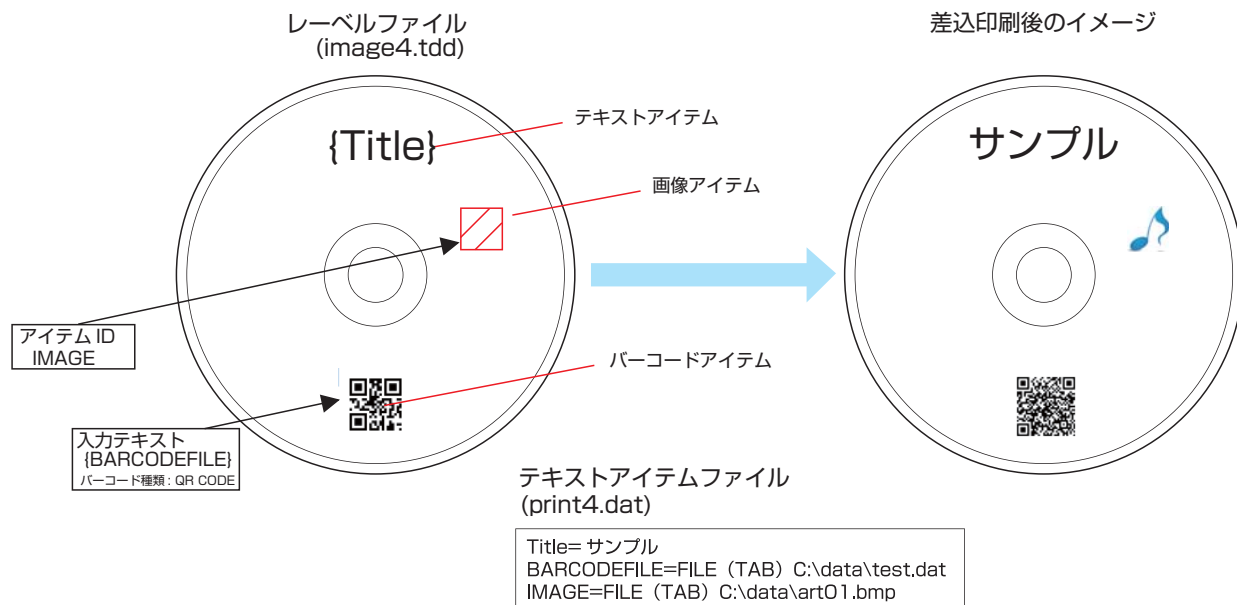 レーベルファイル
(image4.tdd)
差込印刷後のイメージ
{Title}
テキストアイテム
サンプル
画像アイテム
アイテム ID
IMAGE
バーコードアイテム
入力テキスト
{BARCODEFILE}
バーコード種類 : QR CODE
テキストアイテムファイル
(print4.dat)
Title= サンプル
BARCODEFILE=FILE（TAB）C:\data\test.dat
IMAGE=FILE（TAB）C:\data\art01.bmp